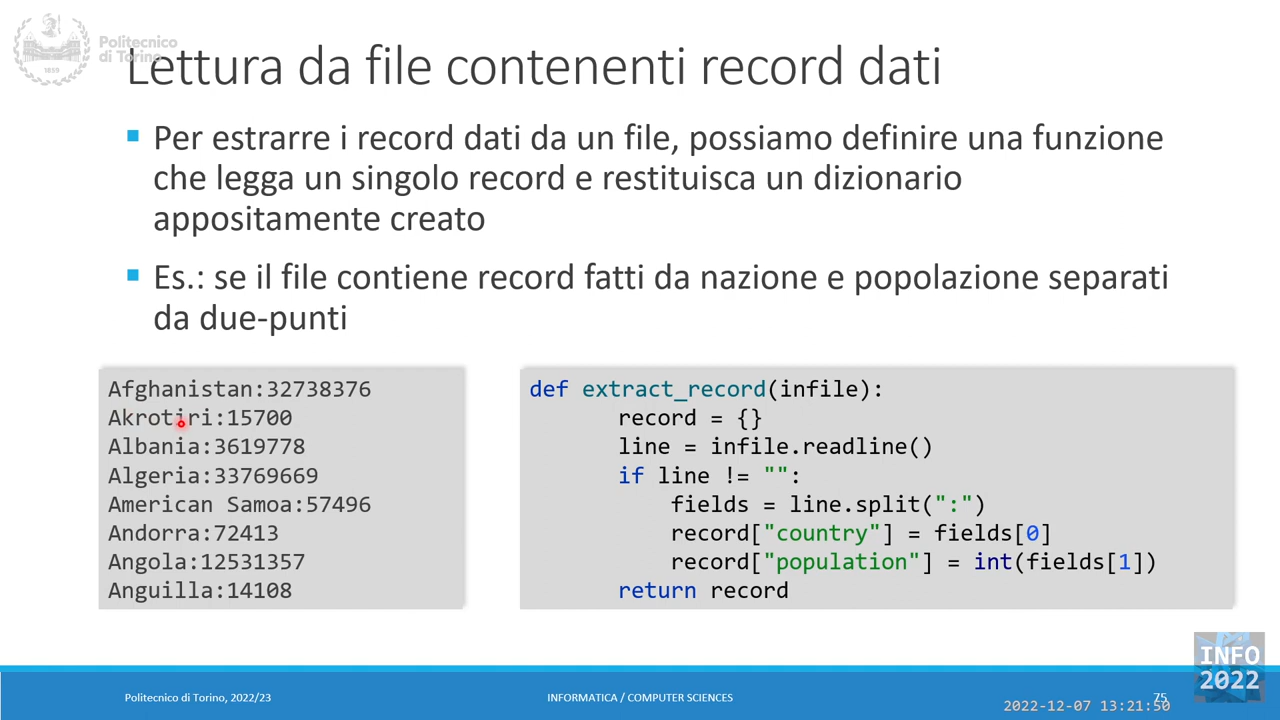 Politecnico
di Torino
1859
Lettura da file contenenti record dati
Per estrarre i record dati da un file, possiamo definire una funzione
che legga un singolo record e restituisca un dizionario
appositamente creato
Es.: se il file contiene record fatti da nazione e popolazione separati
da due-punti
Afghanistan:32738376
Akrotiri:15700
Albania:3619778
Algeria:33769669
American Samoa:57496
Andorra:72413
Angola:12531357
Anguilla:14108
def extract_record(infile):
record = {}
line = infile.readline()
if line != "":
fields = line.split(":")
record["country"] = fields[0]
record["population"] = int(fields[1])
return record
Politecnico di Torino, 2022/23
INFORMATICA / COMPUTER SCIENCES
75
INFO
2022
2022-12-07 13:21:50